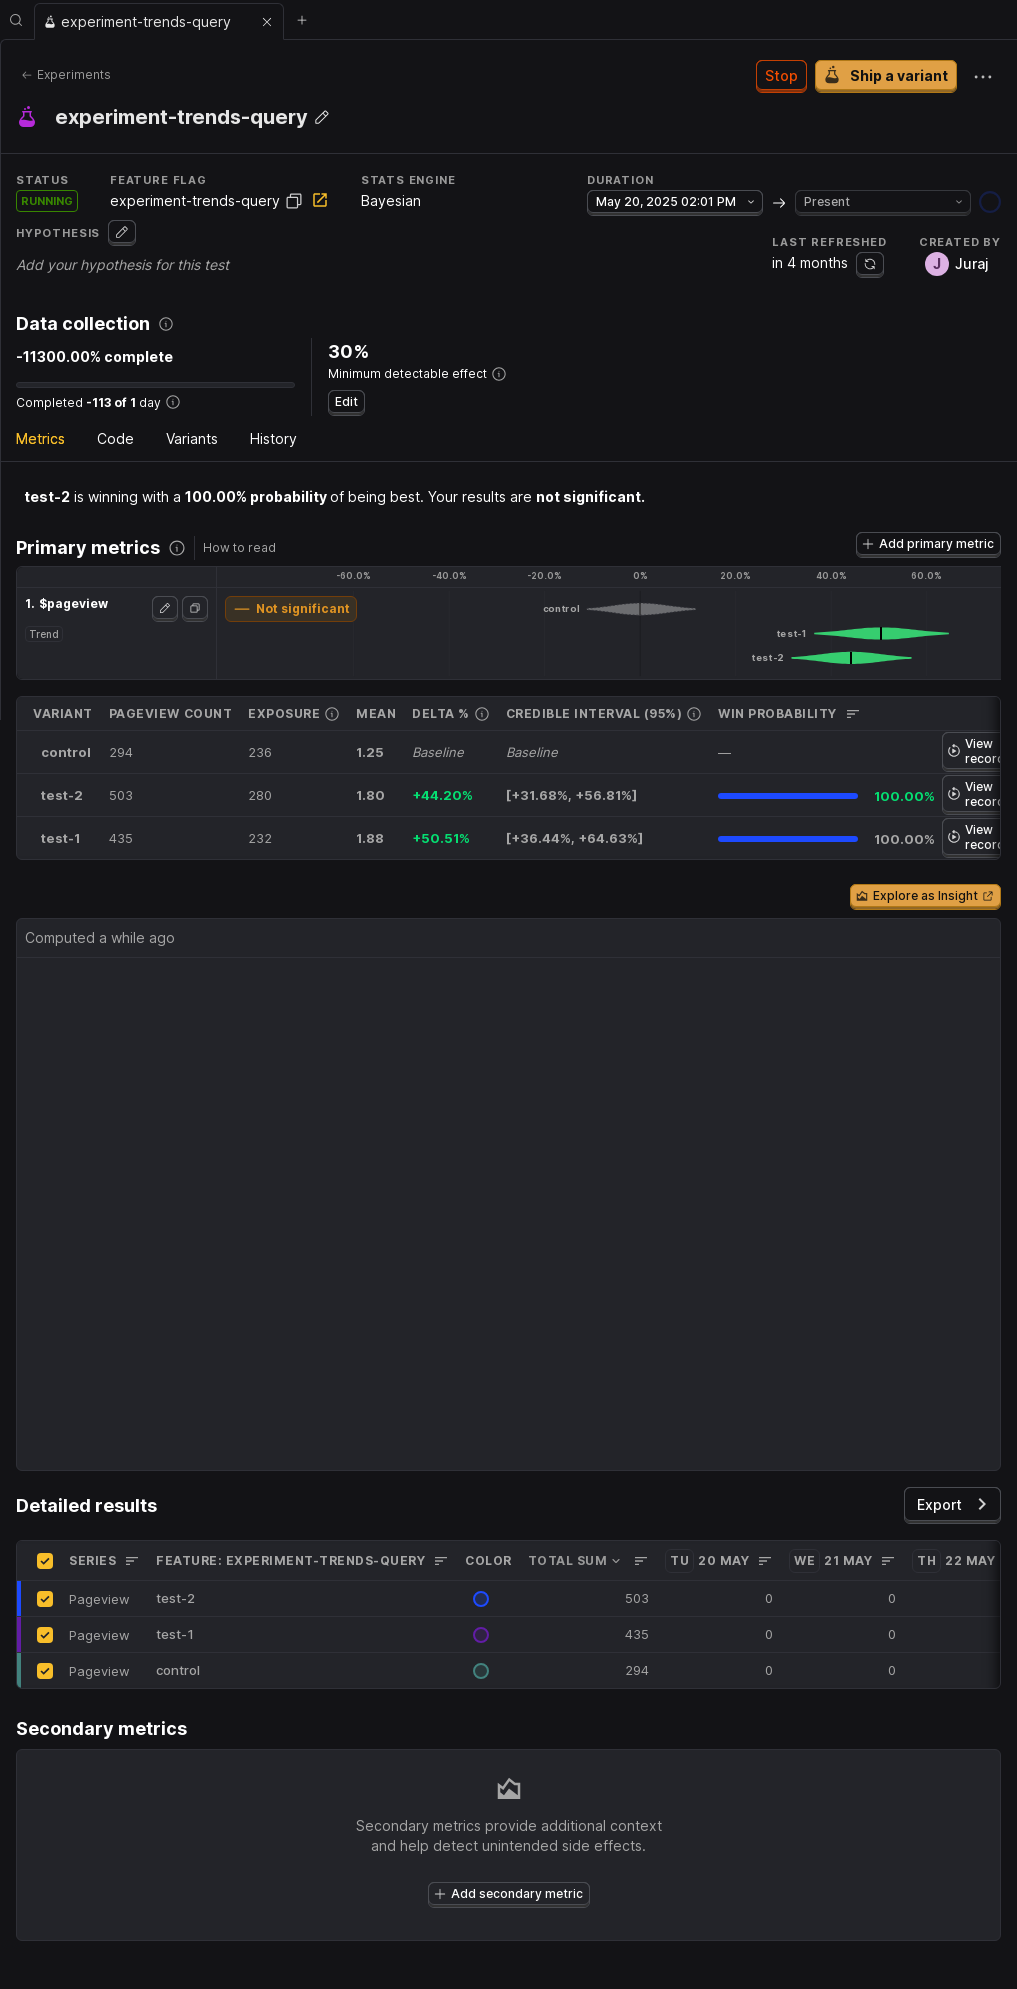 experiment-trends-query
Experiments
Stop
Ship a variant
experiment-trends-query
STATUS
FEATURE FLAG
STATS ENGINE
DURATION
RUNNING
experiment-trends-query
Bayesian
May 20, 2025 02:01 PM
Present
HYPOTHESIS
Add your hypothesis for this test
LAST REFRESHED
CREATED BY
in 4 months
J
Juraj
Data collection
-11300.00% complete
Completed -113 of 1 day
30%
Minimum detectable effect
Edit
Metrics
Code
Variants
History
test-2 is winning with a 100.00% probability of being best. Your results are not significant.
Primary metrics
How to read
Add primary metric
-60.0% -40.0% -20.0% 0% 20.0% 40.0% 60.0%
1. $pageview
Trend
Not significant
control
test-1
test-2
VARIANT PAGEVIEW COUNT EXPOSURE MEAN DELTA % CREDIBLE INTERVAL (95%) WIN PROBABILITY
control 294 236 1.25 Baseline Baseline — View
recor
test-2 503 280 1.80 +44.20% [+31.68%, +56.81%] 100.00% View
recor
test-1 435 232 1.88 +50.51% [+36.44%, +64.63%] 100.00% View
recor
Explore as Insight
Computed a while ago
Detailed results
Export
SERIES FEATURE: EXPERIMENT-TRENDS-QUERY COLOR TOTAL SUM TU 20 MAY WE 21 MAY TH 22 MAY
Pageview test-2 503 0 0
Pageview test-1 435 0 0
Pageview control 294 0 0
Secondary metrics
Secondary metrics provide additional context
and help detect unintended side effects.
Add secondary metric